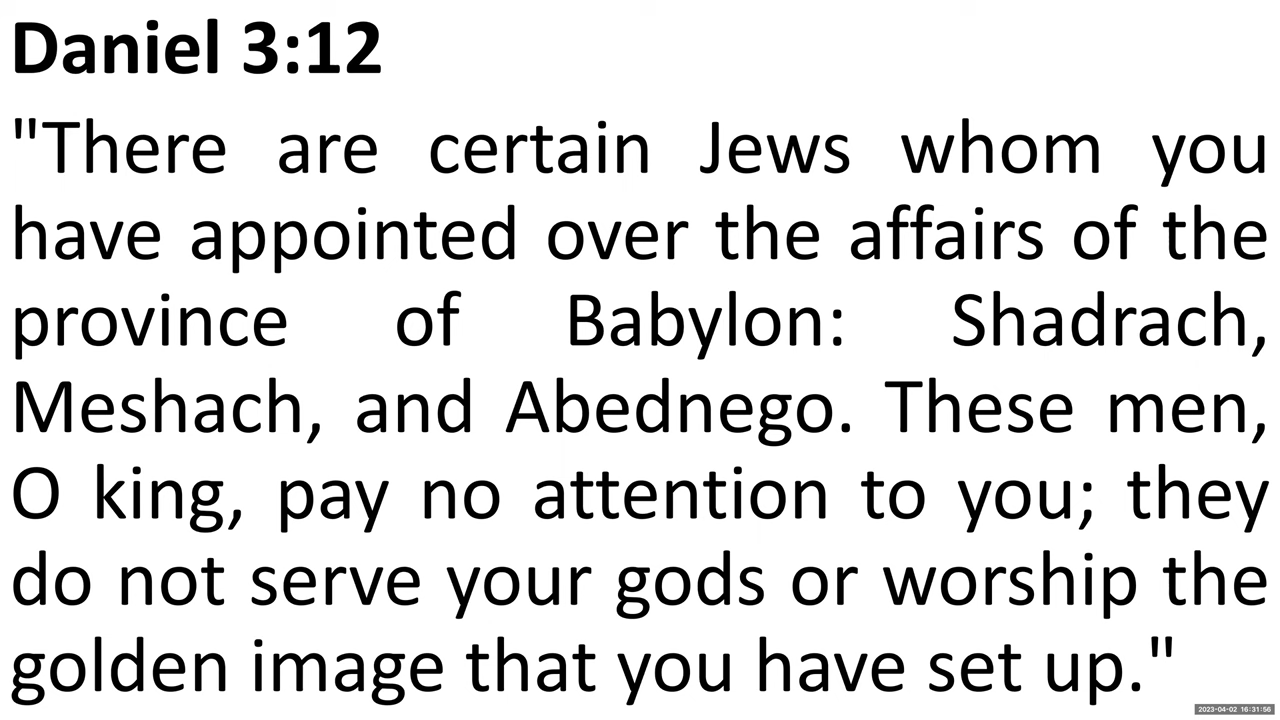 Daniel 3:12
"There are certain Jews whom you
have appointed over the affairs of the
province of Babylon: Shadrach,
Meshach, and Abednego. These men,
O king, pay no attention to you; they
do not serve your gods or worship the
golden image that you have set up."
2023-04-02 16:31:56